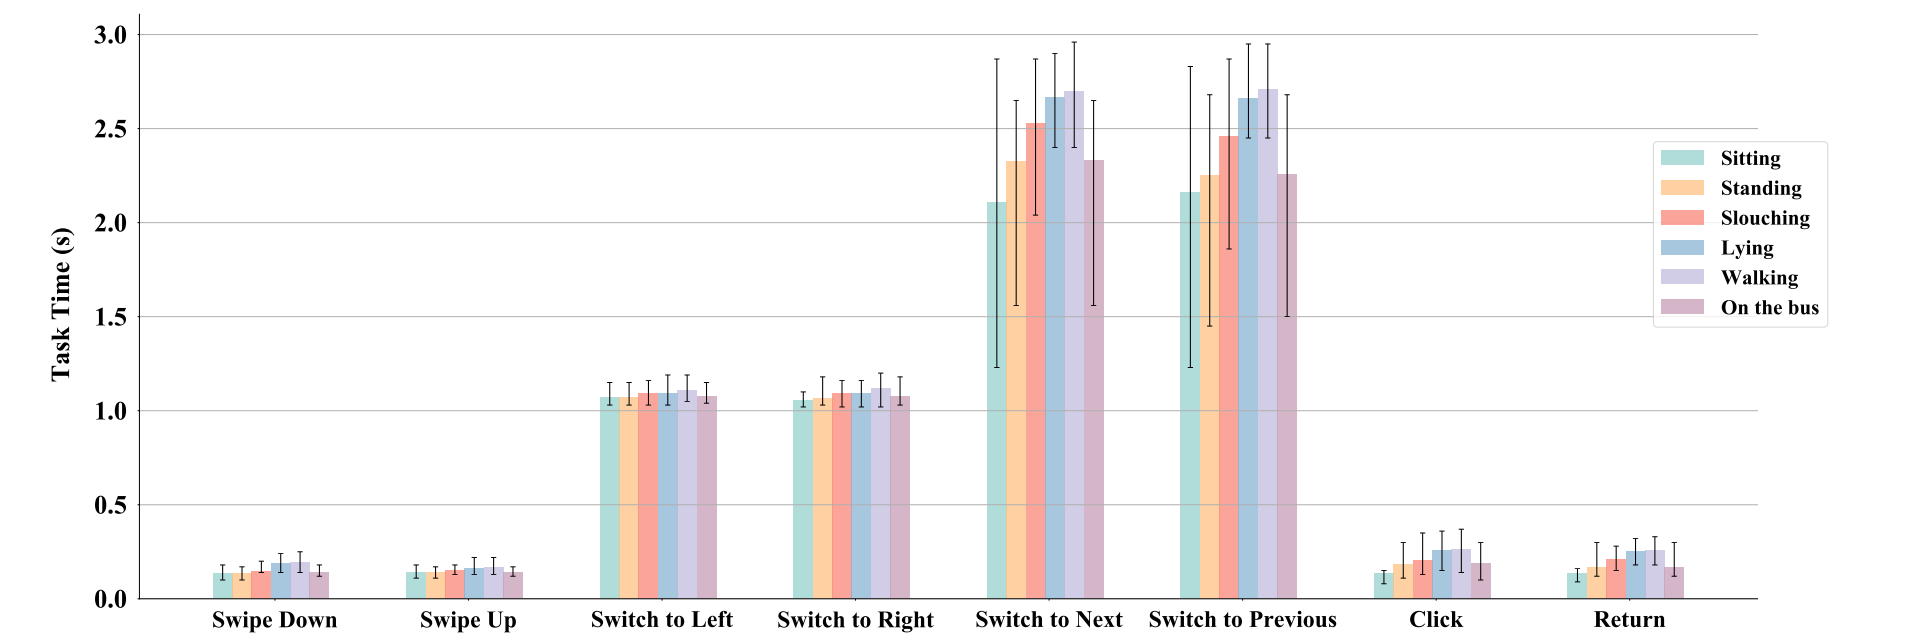 3.0
2.5
2.0
1.5
1.0
0.5
0.0
Task Time (s)
Sitting
Standing
Slouching
Lying
Walking
On the bus
Swipe Down
Swipe Up
Switch to Left
Switch to Right
Switch to Next
Switch to Previous
Click
Return